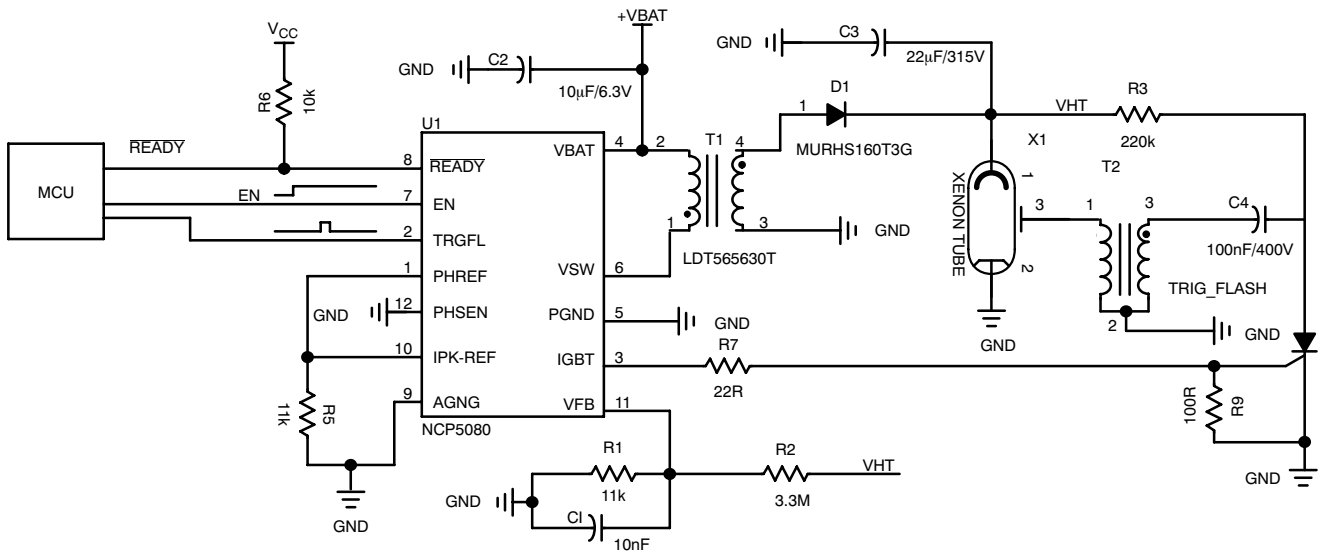 +VBAT
VCC
GND
C2
10µF/6.3V
GND
C3
22µF/315V
R6
10k
D1
1
MURHS160T3G
VHT
R3
220k
X1
U1
READY
8
READY
VBAT
4
2
T1
4
MCU
EN
7
EN
T2
XENON TUBE
1
3
1
3
C4
100nF/400V
2
TRGFL
1
3
GND
LDT565630T
1
PHREF
VSW
6
2
TRIG_FLASH
GND
12
PHSEN
PGND
5
GND
2
GND
GND
10
IPK-REF
IGBT
3
R7
22R
R5
11k
9
AGNG
VFB
11
100R
R9
NCP5080
R1
11k
R2
3.3M
VHT
GND
GND
GND
CI
10nF